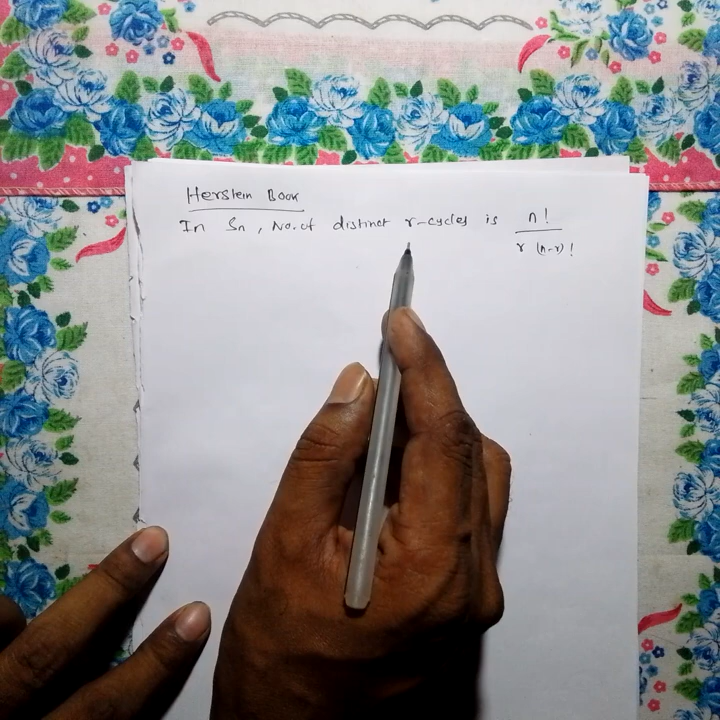 Herstein Book
In Sn, No. of distinct r-cycles is n! / r (n-r)!